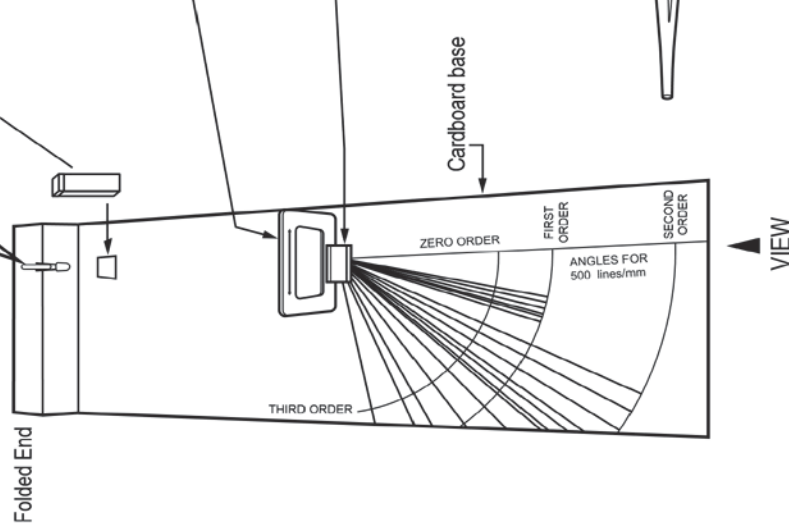 Cardboard base
ZERO ORDER
FIRST
ORDER
SECOND
ORDER
ANGLES FOR
500 lines/mm
VIEW
THIRD ORDER
Folded End